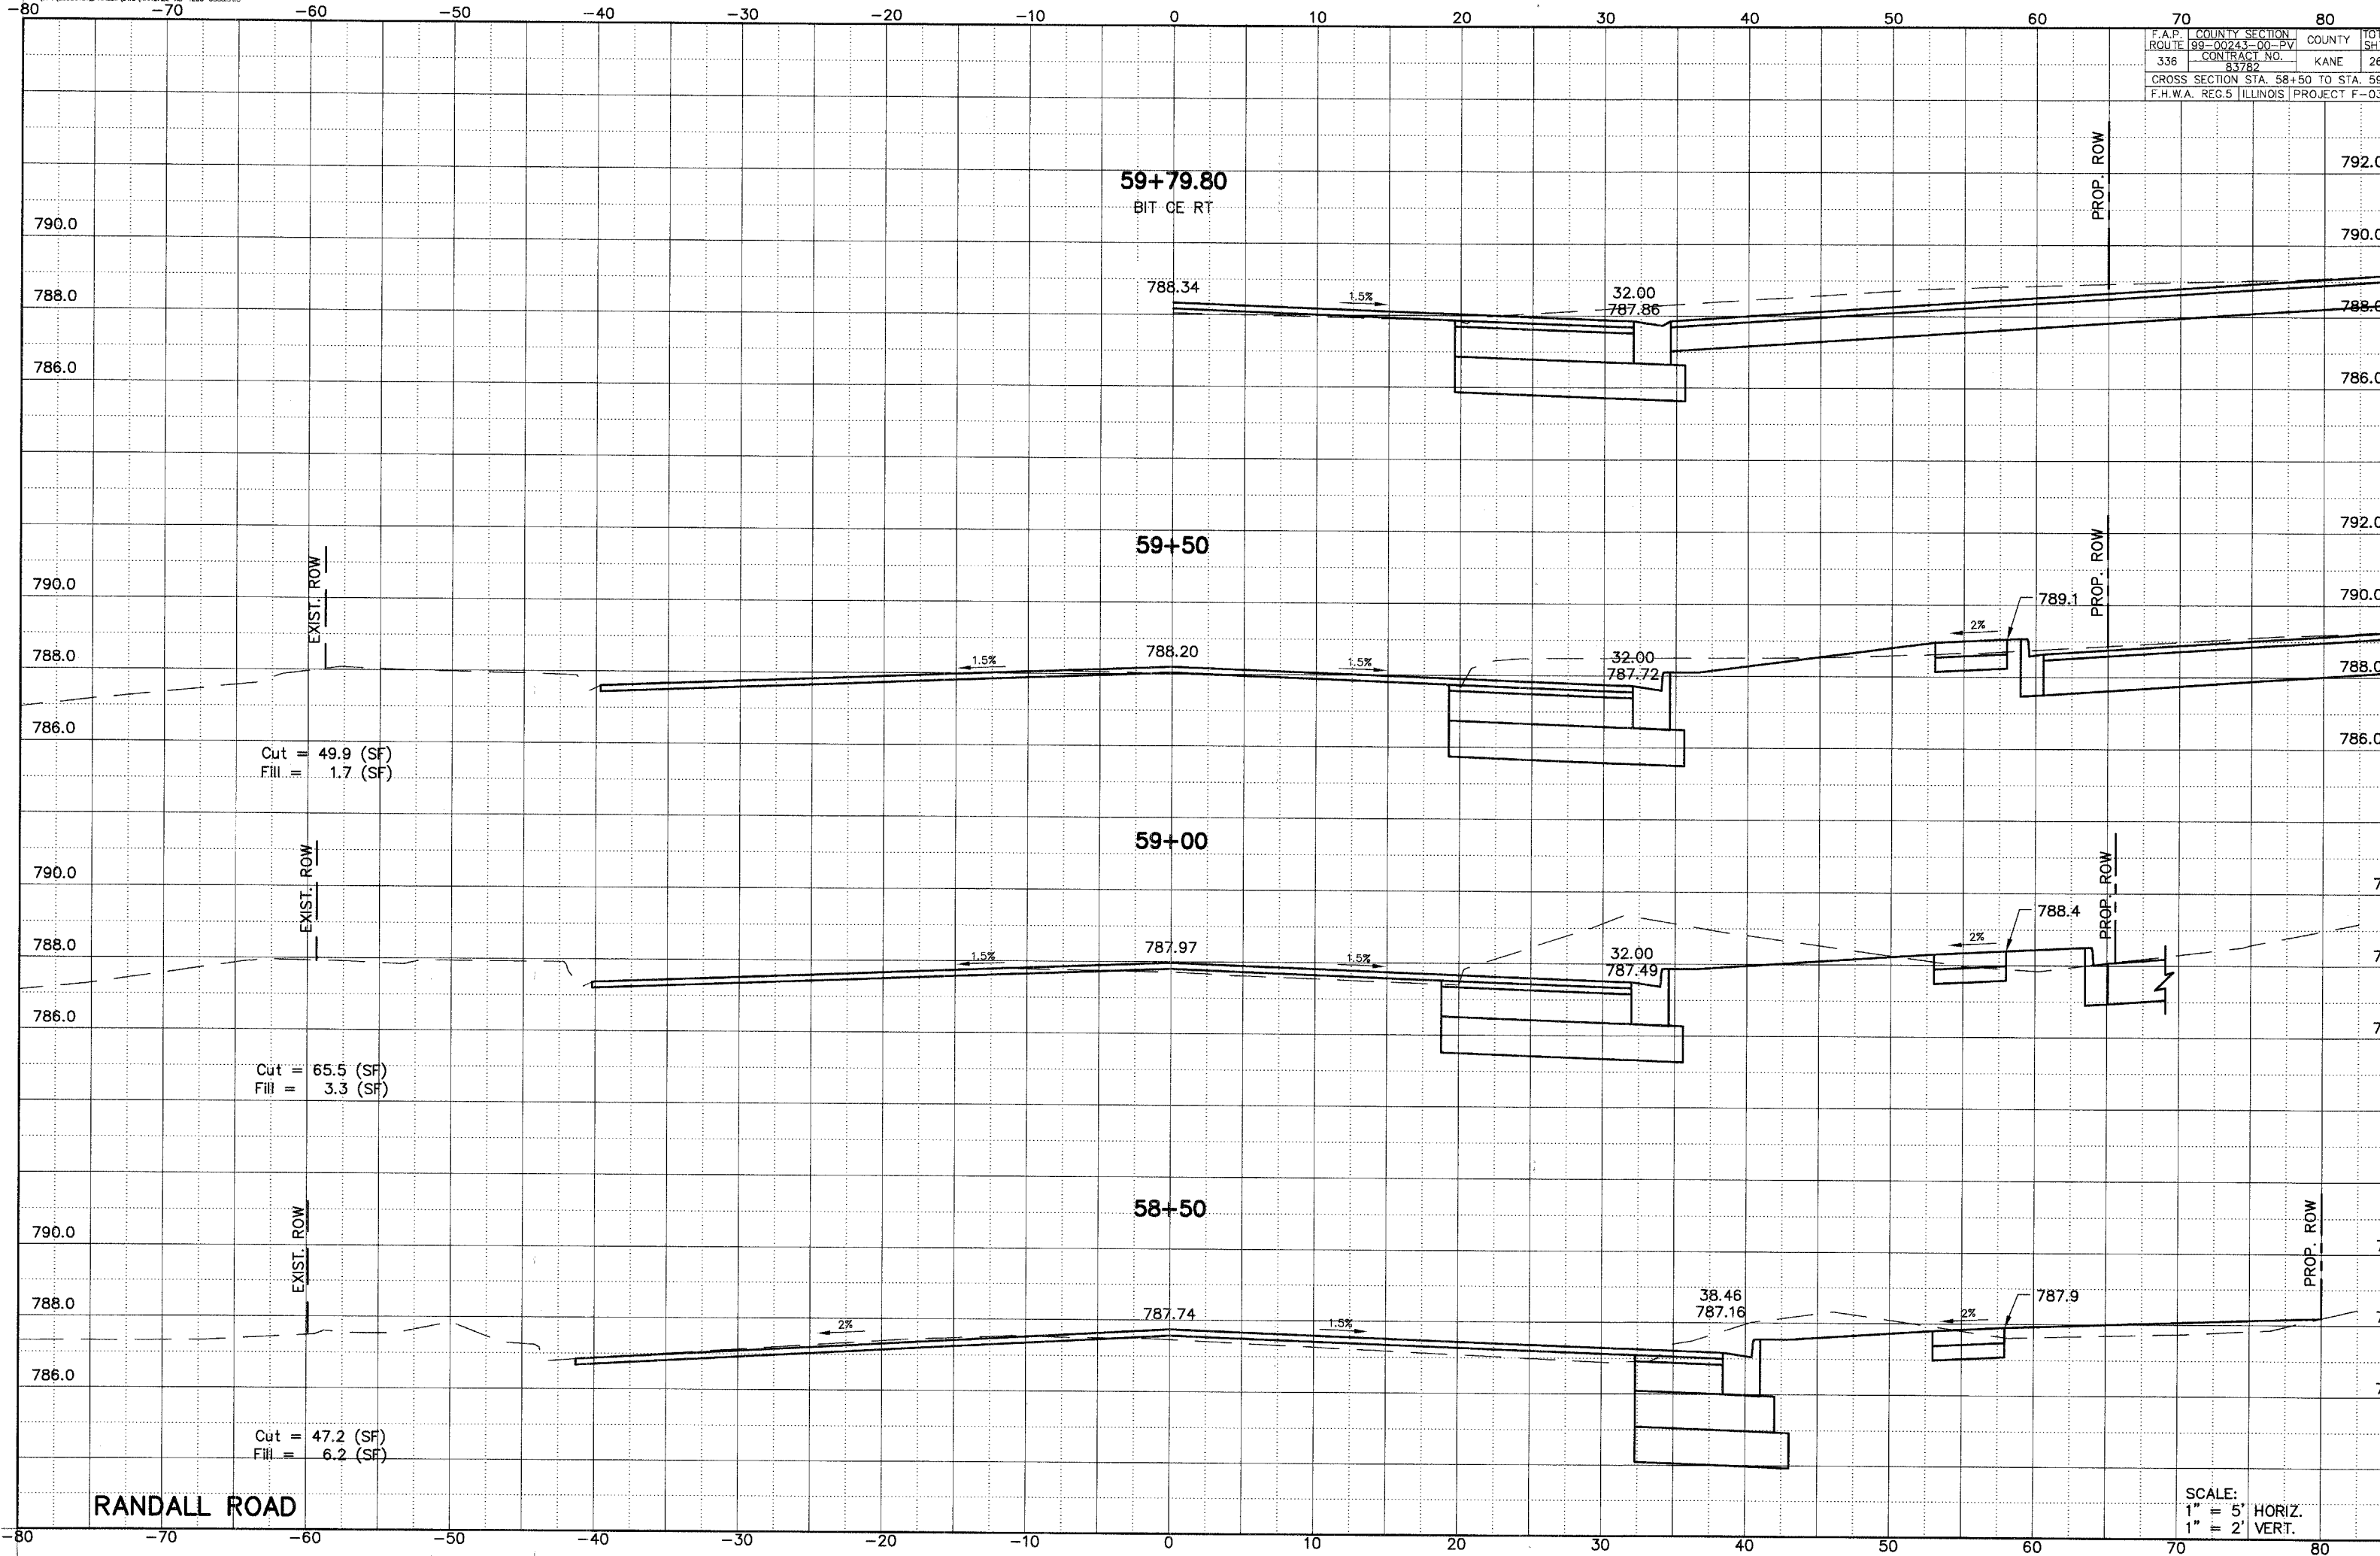 -80 -70 -60 -50 -40 -30 -20 -10 0 10 20 30 40 50 60 70 80
F.A.P. ROUTE COUNTY SECTION COUNTY
99-00243-00-PV
336 CONTRACT NO. KANE
83782
CROSS SECTION STA. 58+50 TO STA. 59
F.H.W.A. REG.5 ILLINOIS PROJECT F-03
PROP. ROW
792.0
59+79.80
BIT CE RT
790.0 790.0
788.34 1.5% 32.00
787.86
788.0 788.0
786.0 786.0
792.0
59+50
EXIST. ROW PROP. ROW
790.0 790.0
789.1
2%
788.0 1.5% 788.20 1.5% 32.00 788.0
787.72
786.0 786.0
Cut = 49.9 (SF)
Fill = 1.7 (SF)
59+00
EXIST. ROW PROP. ROW
790.0
788.4
2%
788.0 1.5% 787.97 1.5% 32.00
787.49
786.0
Cut = 65.5 (SF)
Fill = 3.3 (SF)
58+50
EXIST. ROW PROP. ROW
790.0
38.46 787.9
788.0 787.74 787.16
2% 1.5% 2%
786.0
Cut = 47.2 (SF)
Fill = 6.2 (SF)
RANDALL ROAD
SCALE:
1" = 5' HORIZ.
1" = 2' VERT.
-80 -70 -60 -50 -40 -30 -20 -10 0 10 20 30 40 50 60 70 80